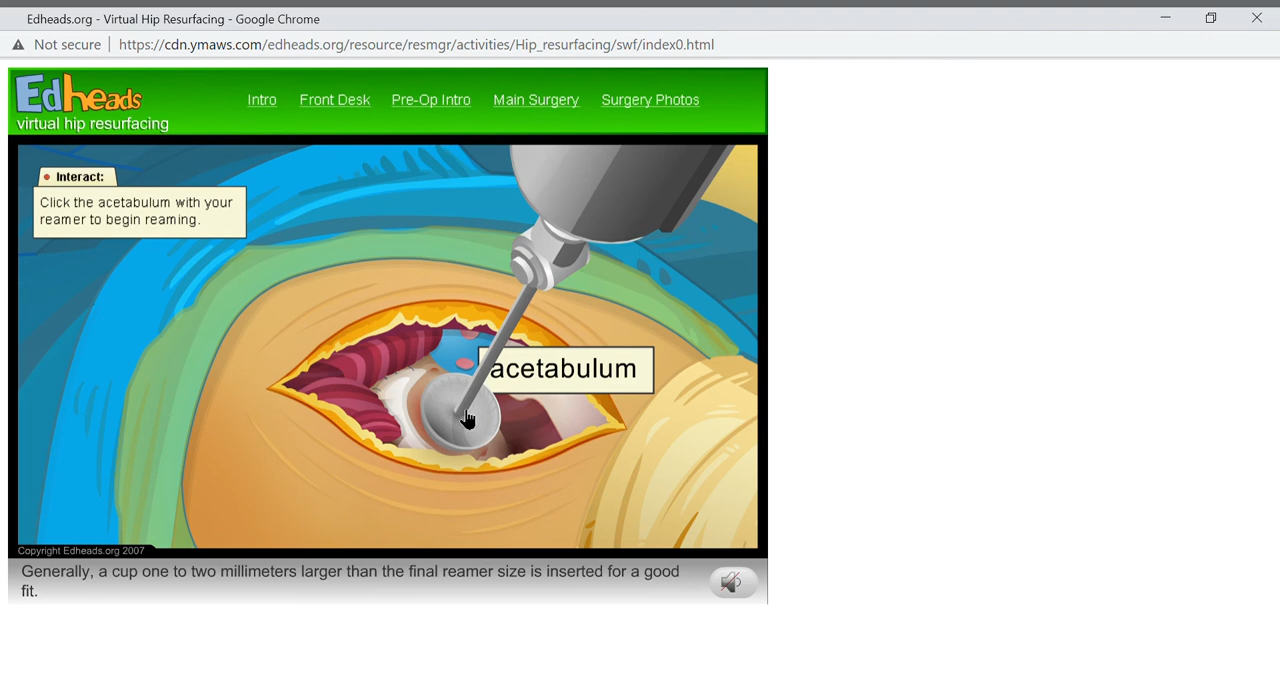 Edheads.org - Virtual Hip Resurfacing - Google Chrome
Not secure | https://cdn.ymaws.com/edheads.org/resource/resmgr/activities/Hip_resurfacing/swf/index0.html
Edheads
virtual hip resurfacing
Intro Front Desk Pre-Op Intro Main Surgery Surgery Photos
Interact:
Click the acetabulum with your
reamer to begin reaming.
acetabulum
Copyright Edheads.org 2007
Generally, a cup one to two millimeters larger than the final reamer size is inserted for a good
fit.